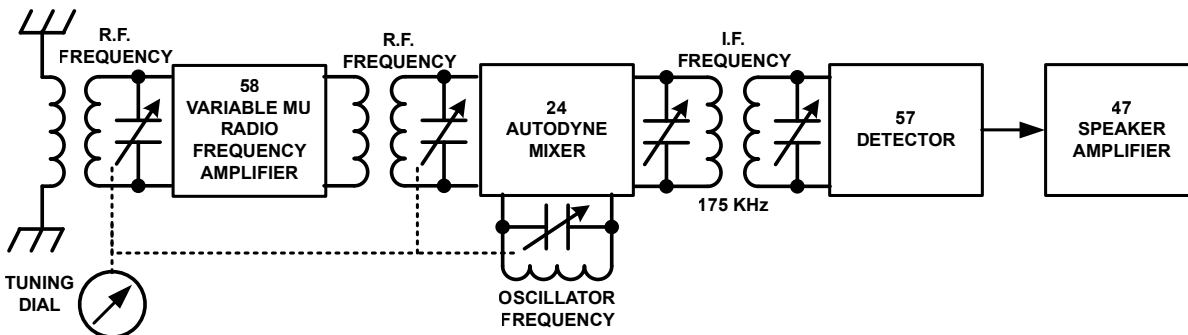 R.F.
FREQUENCY
58
VARIABLE MU
RADIO
FREQUENCY
AMPLIFIER
R.F.
FREQUENCY
24
AUTODYNE
MIXER
I.F.
FREQUENCY
175 KHz
57
DETECTOR
47
SPEAKER
AMPLIFIER
TUNING
DIAL
OSCILLATOR
FREQUENCY